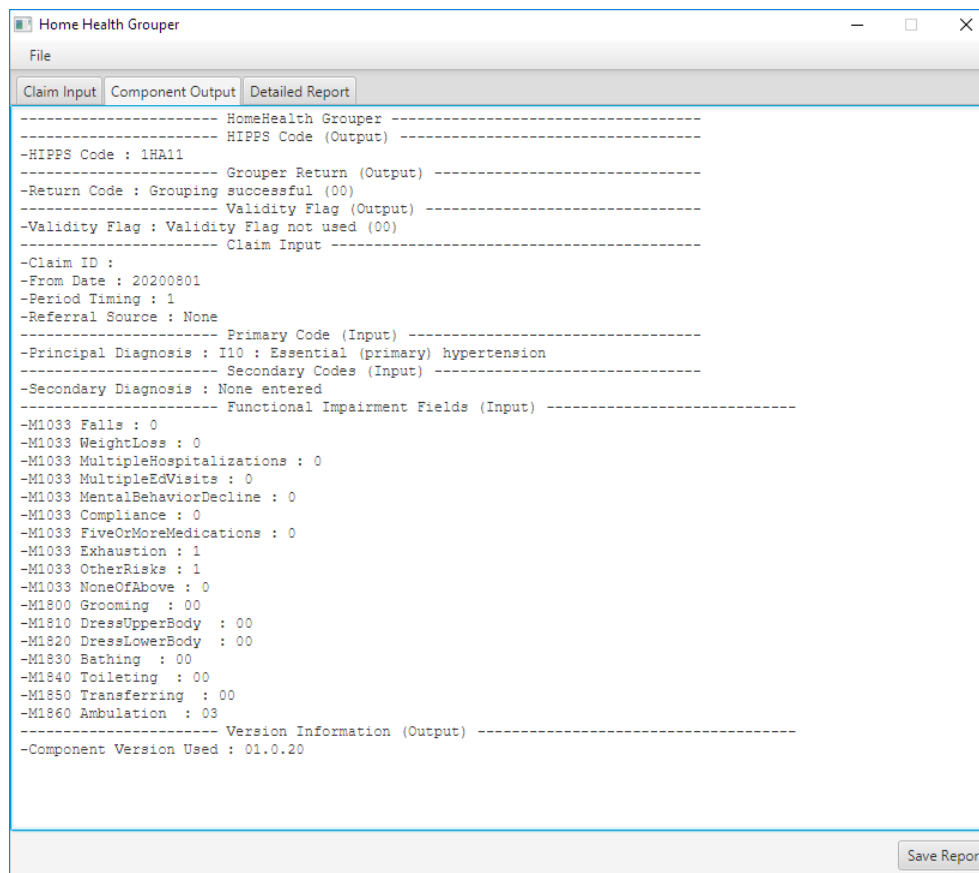 Home Health Grouper
File
Claim Input Component Output Detailed Report
----------------------- HomeHealth Grouper ------------------------------------
----------------------- HIPPS Code (Output) -----------------------------------
-HIPPS Code : 1HA11
----------------------- Grouper Return (Output) -------------------------------
-Return Code : Grouping successful (00)
----------------------- Validity Flag (Output) --------------------------------
-Validity Flag : Validity Flag not used (00)
----------------------- Claim Input -------------------------------------------
-Claim ID :
-From Date : 20200801
-Period Timing : 1
-Referral Source : None
----------------------- Primary Code (Input) ----------------------------------
-Principal Diagnosis : I10 : Essential (primary) hypertension
----------------------- Secondary Codes (Input) -------------------------------
-Secondary Diagnosis : None entered
----------------------- Functional Impairment Fields (Input) -----------------------------
-M1033 Falls : 0
-M1033 WeightLoss : 0
-M1033 MultipleHospitalizations : 0
-M1033 MultipleEdVisits : 0
-M1033 MentalBehaviorDecline : 0
-M1033 Compliance : 0
-M1033 FiveOrMoreMedications : 0
-M1033 Exhaustion : 1
-M1033 OtherRisks : 1
-M1033 NoneOfAbove : 0
-M1800 Grooming  : 00
-M1810 DressUpperBody  : 00
-M1820 DressLowerBody  : 00
-M1830 Bathing  : 00
-M1840 Toileting  : 00
-M1850 Transferring  : 00
-M1860 Ambulation  : 03
----------------------- Version Information (Output) -------------------------------------
-Component Version Used : 01.0.20
Save Repor